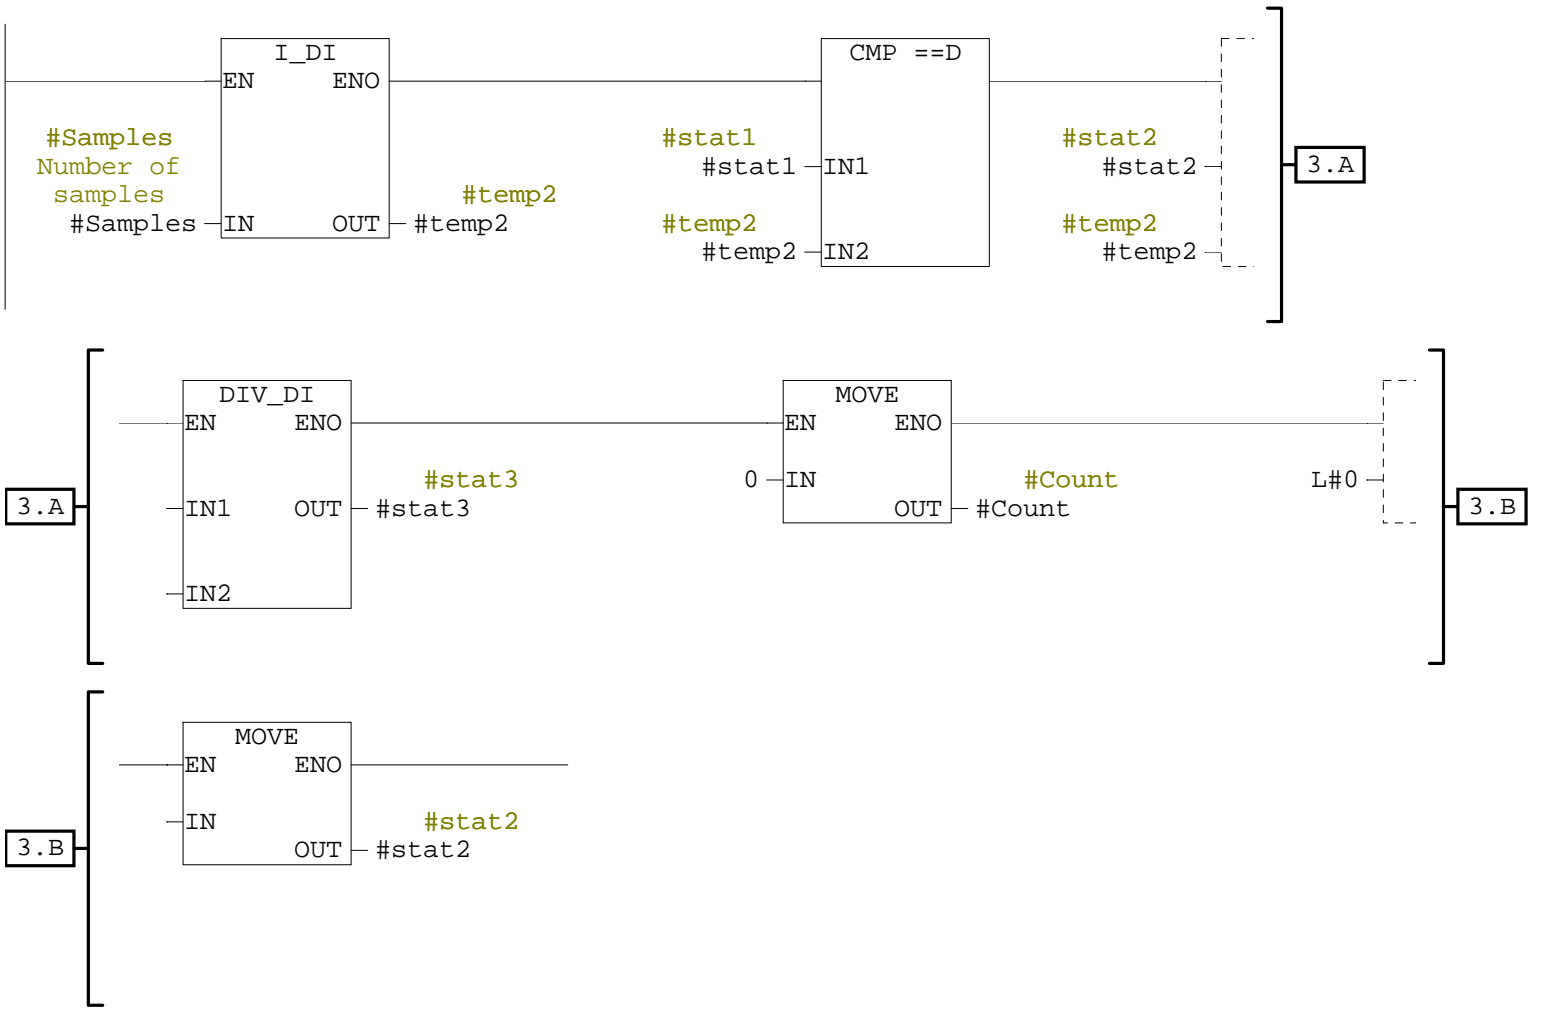 I_DI
CMP ==D
EN ENO
#Samples
#stat1
#stat2
Number of
#stat1 IN1
#stat2
3.A
samples
#temp2
#Samples IN OUT #temp2
#temp2
#temp2
#temp2 IN2
#temp2
DIV_DI
MOVE
EN ENO
EN ENO
#stat3
0 IN
#Count
L#0
3.A
IN1 OUT #stat3
OUT #Count
3.B
IN2
MOVE
EN ENO
IN
#stat2
3.B
OUT #stat2